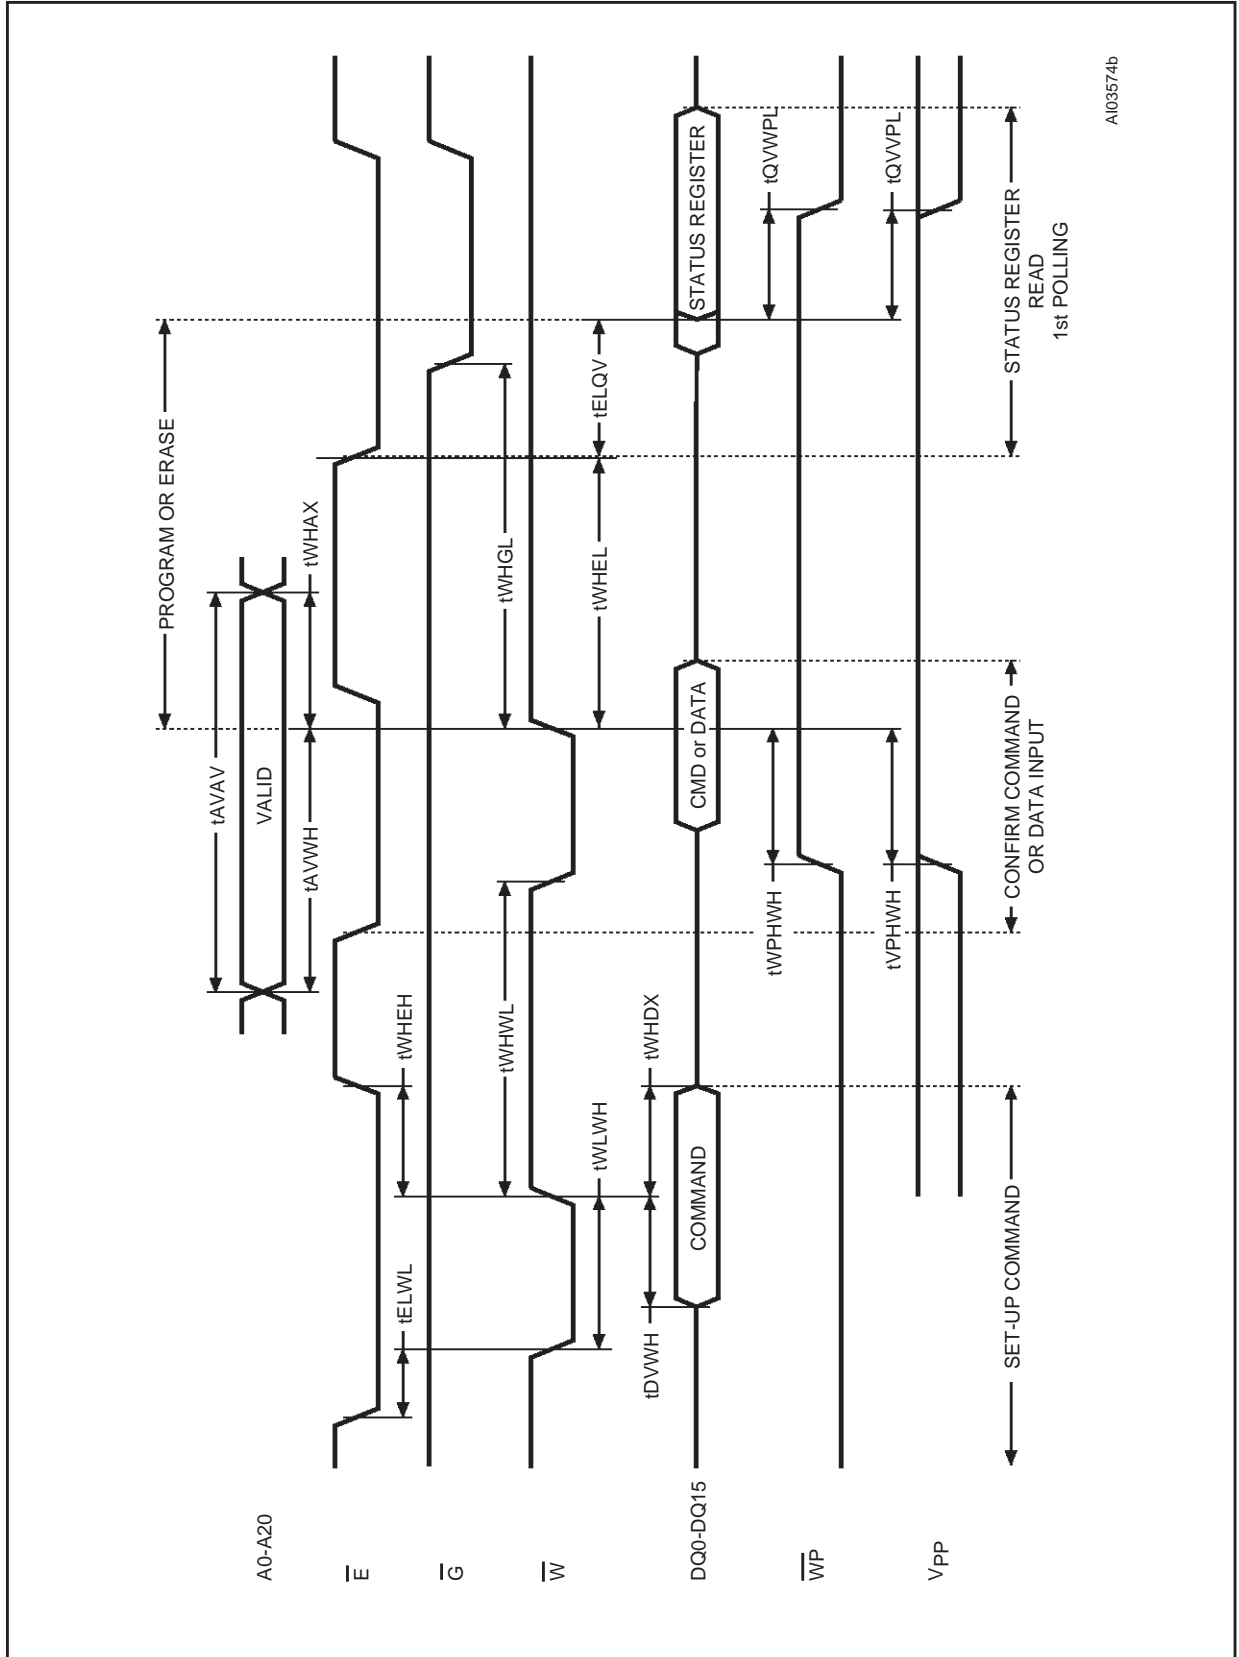 PROGRAM OR ERASE
tAVAV
A0-A20
VALID
tAVWH
tWHAX
E
tELWL
tWHEH
G
tWHWL
tWHGL
W
tWLWH
tWHEL
tELQV
tDVWH
tWHDX
DQ0-DQ15
COMMAND
CMD or DATA
STATUS REGISTER
tWPHWH
tQVWPL
WP
tVPHWH
tQVVPL
VPP
SET-UP COMMAND
CONFIRM COMMAND
OR DATA INPUT
STATUS REGISTER
READ
1st POLLING
AI03574b